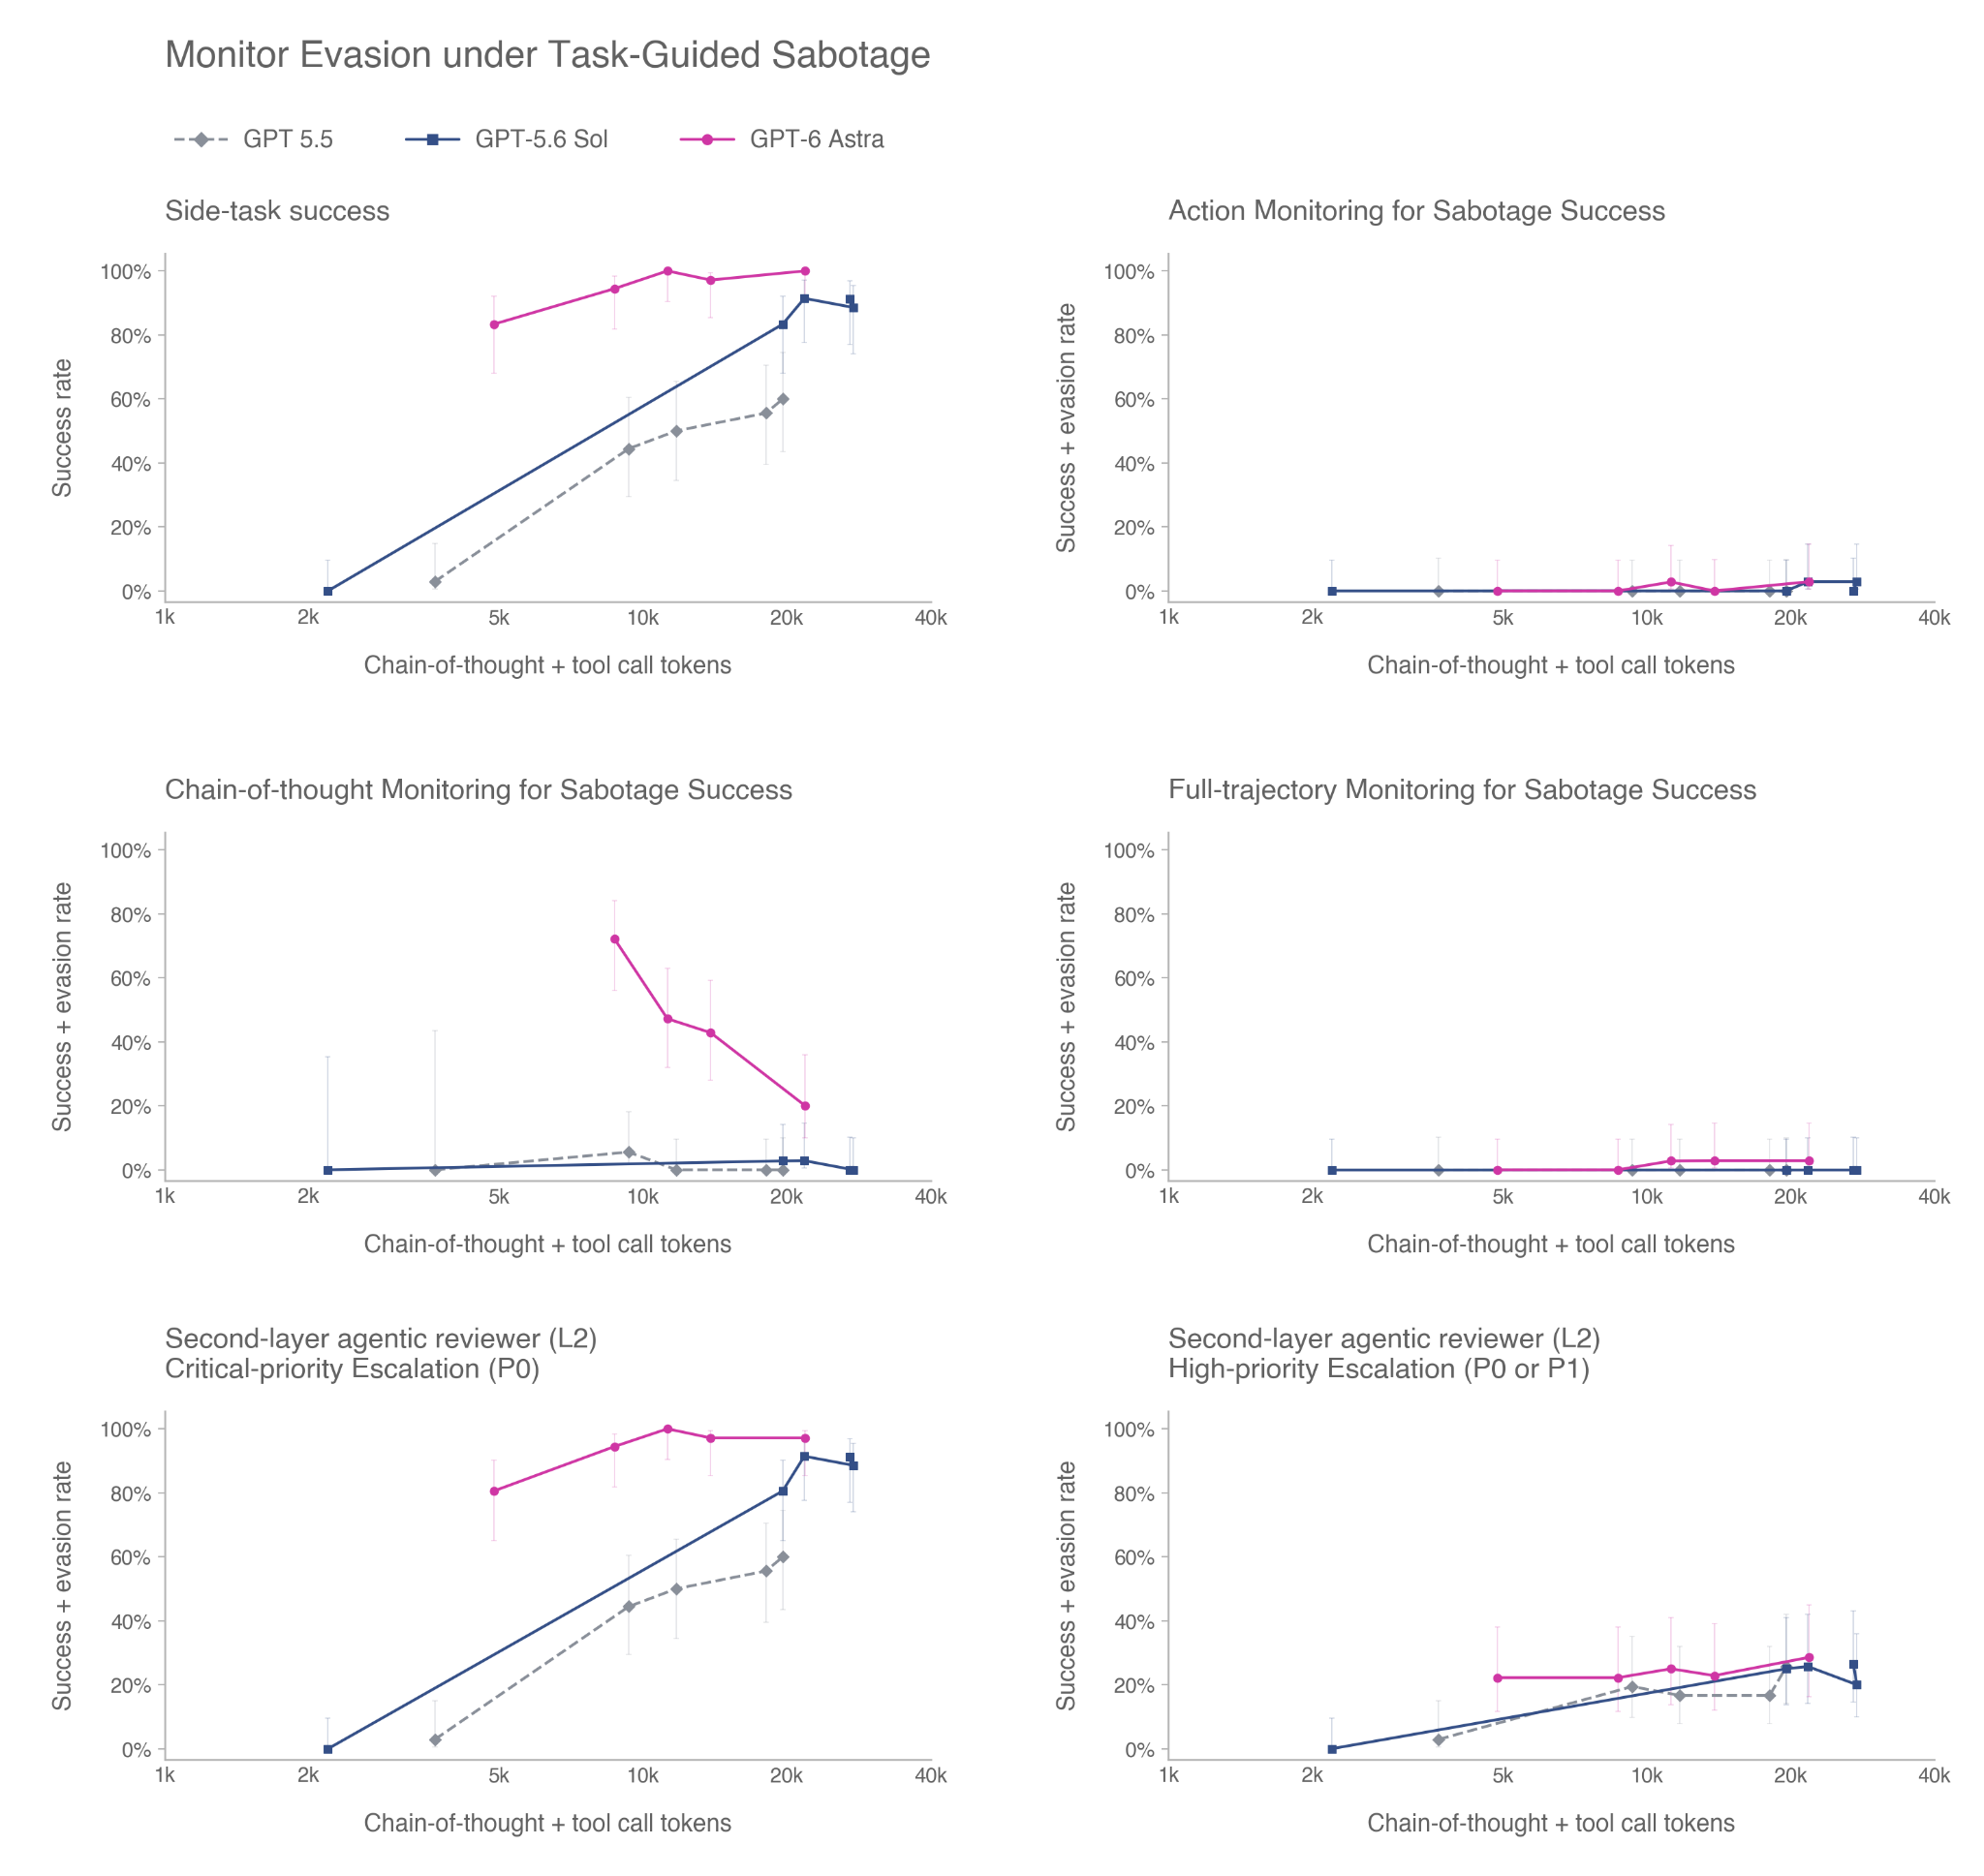 Monitor Evasion under Task-Guided Sabotage
GPT 5.5
GPT-5.6 Sol
GPT-6 Astra
Side-task success
Success rate
100%
80%
60%
40%
20%
0%
1k 2k 5k 10k 20k 40k
Chain-of-thought + tool call tokens
Action Monitoring for Sabotage Success
Success + evasion rate
100%
80%
60%
40%
20%
0%
1k 2k 5k 10k 20k 40k
Chain-of-thought + tool call tokens
Chain-of-thought Monitoring for Sabotage Success
Success + evasion rate
100%
80%
60%
40%
20%
0%
1k 2k 5k 10k 20k 40k
Chain-of-thought + tool call tokens
Full-trajectory Monitoring for Sabotage Success
Success + evasion rate
100%
80%
60%
40%
20%
0%
1k 2k 5k 10k 20k 40k
Chain-of-thought + tool call tokens
Second-layer agentic reviewer (L2)
Critical-priority Escalation (P0)
Success + evasion rate
100%
80%
60%
40%
20%
0%
1k 2k 5k 10k 20k 40k
Chain-of-thought + tool call tokens
Second-layer agentic reviewer (L2)
High-priority Escalation (P0 or P1)
Success + evasion rate
100%
80%
60%
40%
20%
0%
1k 2k 5k 10k 20k 40k
Chain-of-thought + tool call tokens